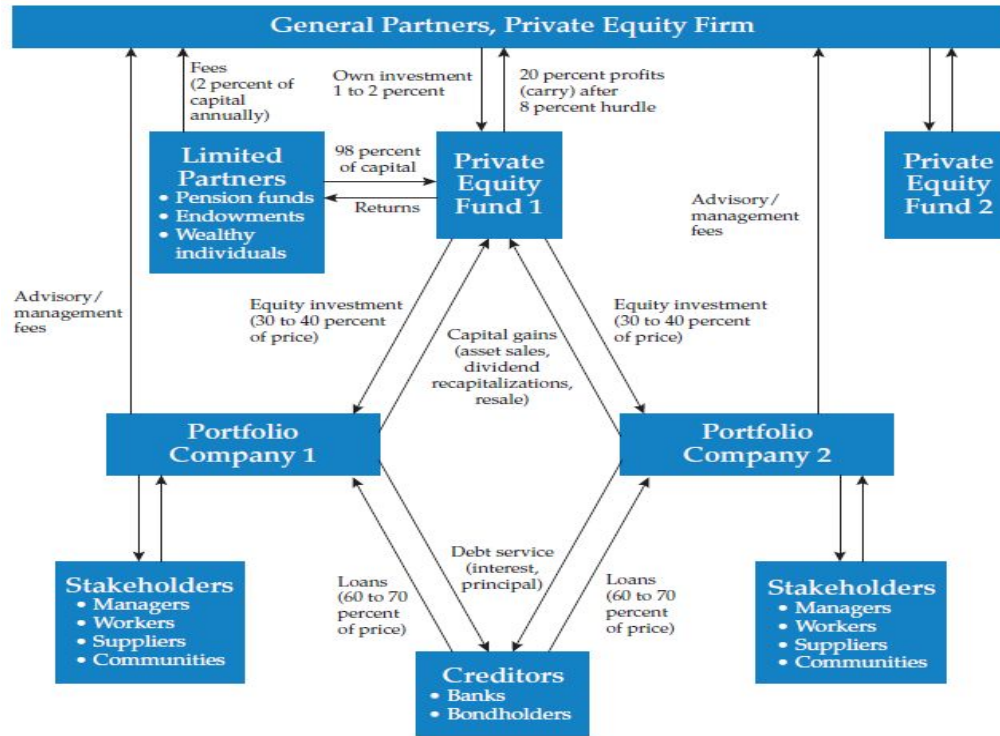 General Partners, Private Equity Firm
Fees
(2 percent of
capital
annually)
Own investment
1 to 2 percent
20 percent profits
(carry) after
8 percent hurdle
Limited
Partners
• Pension funds
• Endowments
• Wealthy
individuals
98 percent
of capital
Returns
Private
Equity
Fund 1
Advisory/
management
fees
Private
Equity
Fund 2
Advisory/
management
fees
Equity investment
(30 to 40 percent
of price)
Capital gains
(asset sales,
dividend
recapitalizations,
resale)
Equity investment
(30 to 40 percent
of price)
Portfolio
Company 1
Portfolio
Company 2
Stakeholders
• Managers
• Workers
• Suppliers
• Communities
Loans
(60 to 70
percent
of price)
Debt service
(interest,
principal)
Loans
(60 to 70
percent
of price)
Stakeholders
• Managers
• Workers
• Suppliers
• Communities
Creditors
• Banks
• Bondholders